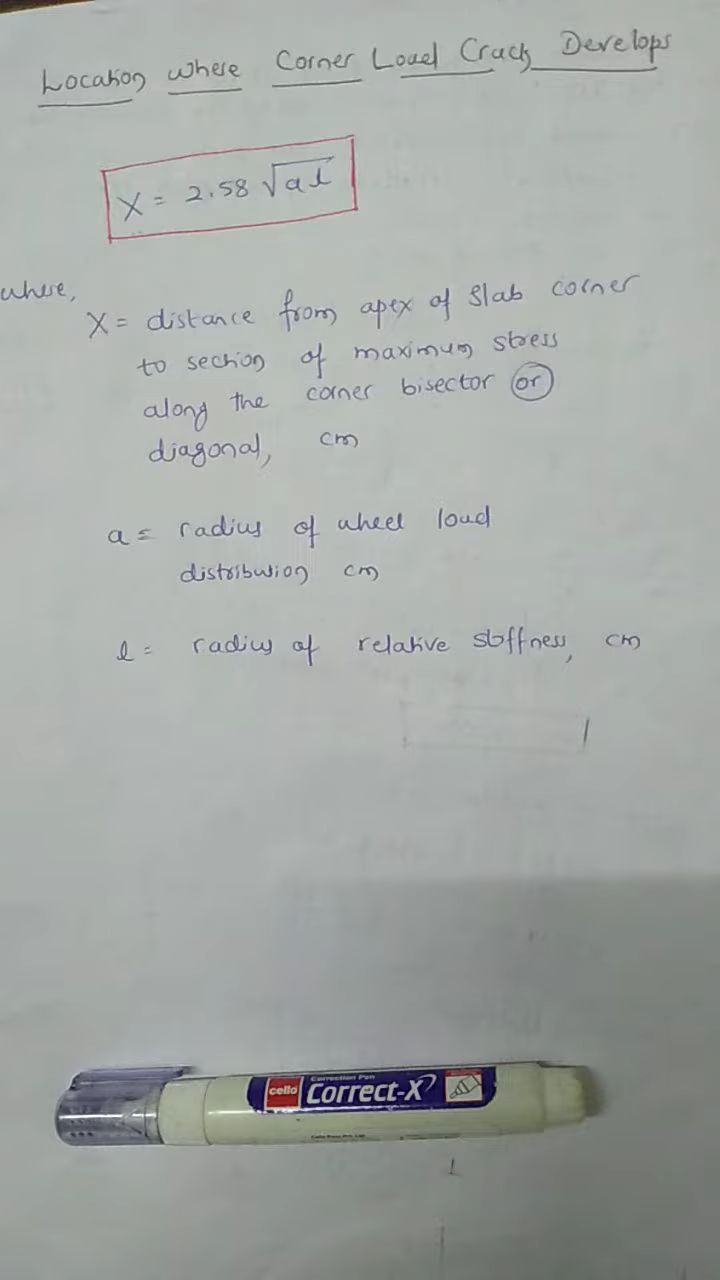 Location where Corner Load Crack Develops
X = 2.58 √al
where,
X = distance from apex of slab corner
to section of maximum stress
along the corner bisector or
diagonal, cm
a = radius of wheel load
distribution cm
l = radius of relative stiffness, cm
Correction Pen
cello Correct-X